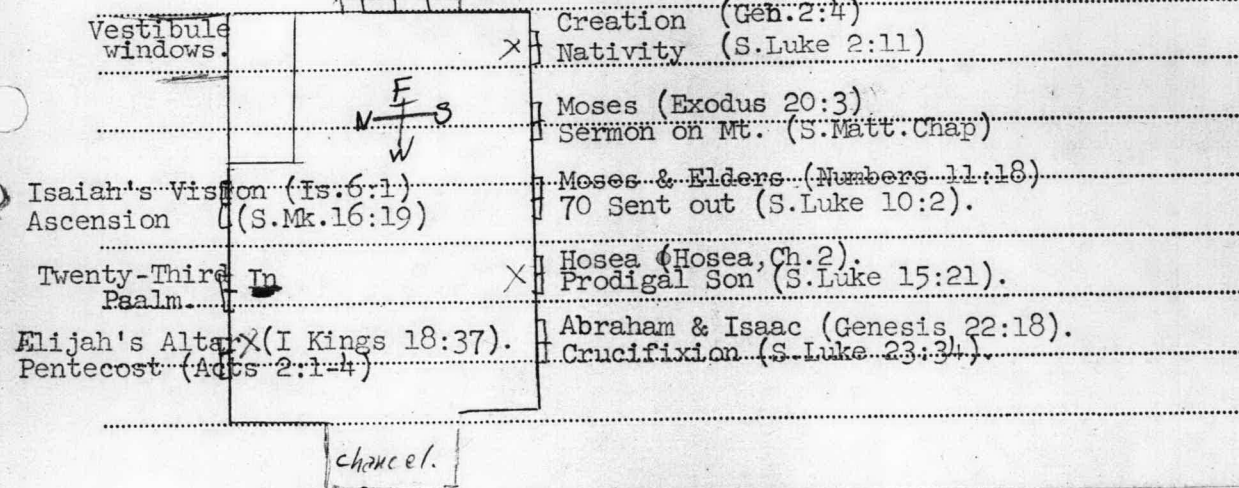 Vestibule
windows.
Creation (Gen.2:4)
Nativity (S.Luke 2:11)
E
N S
W
Moses (Exodus 20:3)
Sermon on Mt. (S.Matt.Chap)
Isaiah's Vision (Is.6:1)
Ascension (S.Mk.16:19)
Moses & Elders (Numbers 11:18)
70 Sent out (S.Luke 10:2).
Twenty-Third
Psalm.
In
Hosea (Hosea,Ch.2).
Prodigal Son (S.Luke 15:21).
Elijah's Altar (I Kings 18:37).
Pentecost (Acts 2:1-4)
Abraham & Isaac (Genesis 22:18).
Crucifixion (S.Luke 23:34).
chancel.